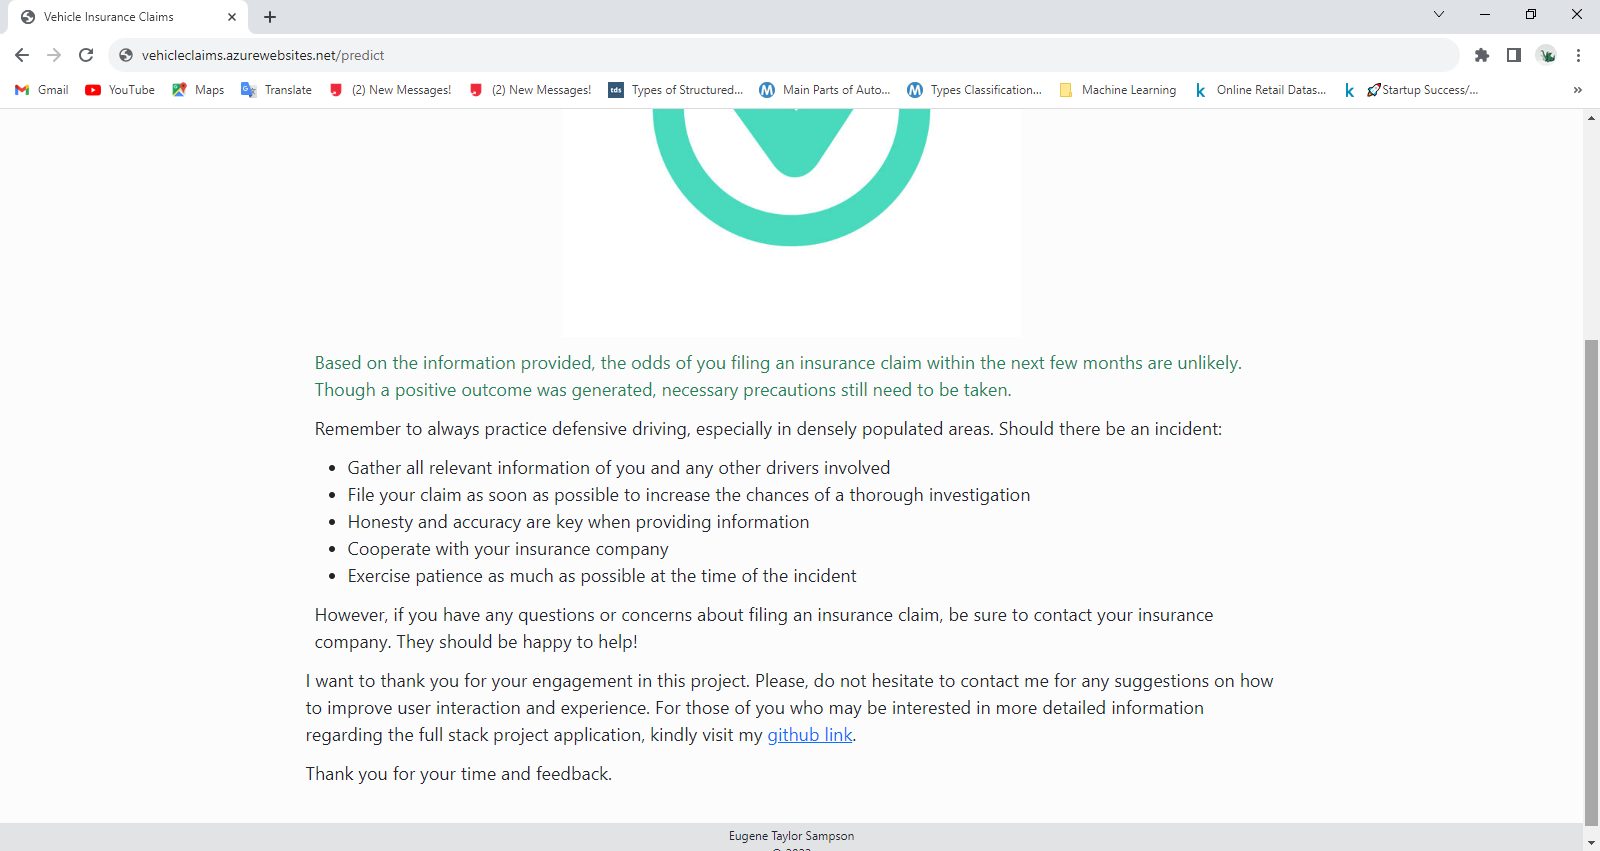 Vehicle Insurance Claims
vehicleclaims.azurewebsites.net/predict
Gmail YouTube Maps Translate (2) New Messages! (2) New Messages! tds Types of Structured... M Main Parts of Auto... M Types Classification... Machine Learning k Online Retail Datas... k Startup Success/... »
Based on the information provided, the odds of you filing an insurance claim within the next few months are unlikely.
Though a positive outcome was generated, necessary precautions still need to be taken.
Remember to always practice defensive driving, especially in densely populated areas. Should there be an incident:
• Gather all relevant information of you and any other drivers involved
• File your claim as soon as possible to increase the chances of a thorough investigation
• Honesty and accuracy are key when providing information
• Cooperate with your insurance company
• Exercise patience as much as possible at the time of the incident
However, if you have any questions or concerns about filing an insurance claim, be sure to contact your insurance
company. They should be happy to help!
I want to thank you for your engagement in this project. Please, do not hesitate to contact me for any suggestions on how
to improve user interaction and experience. For those of you who may be interested in more detailed information
regarding the full stack project application, kindly visit my github link.
Thank you for your time and feedback.
Eugene Taylor Sampson